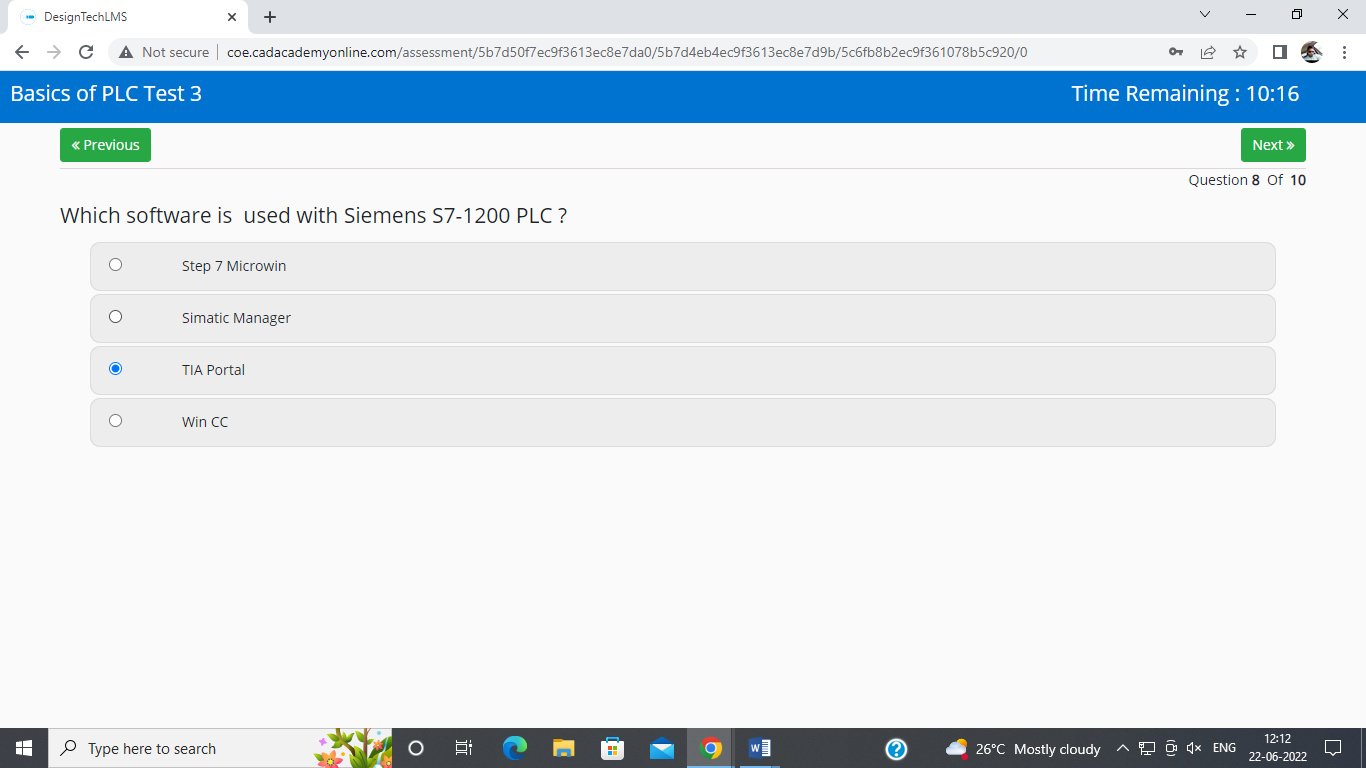 DesignTechLMS
Not secure coe.cadacademyonline.com/assessment/5b7d50f7ec9f3613ec8e7da0/5b7d4eb4ec9f3613ec8e7d9b/5c6fb8b2ec9f361078b5c920/0
Basics of PLC Test 3 Time Remaining : 10:16
« Previous Next »
Question 8 Of 10
Which software is  used with Siemens S7-1200 PLC ?
Step 7 Microwin
Simatic Manager
TIA Portal
Win CC
Type here to search 26°C Mostly cloudy ENG 12:12
22-06-2022